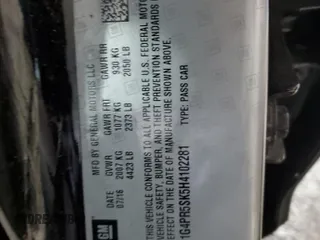 MFD BY GENERAL MOTORS LLC
GVWR GAWR FRT GAWR RR
07/16 2007 KG 1077 KG 930 KG
4423 LB 2373 LB 2050 LB
THIS VEHICLE CONFORMS TO ALL APPLICABLE U.S. FEDERAL MOTOR
VEHICLE SAFETY, BUMPER, AND THEFT PREVENTION STANDARDS
IN EFFECT ON THE DATE OF MANUFACTURE SHOWN ABOVE.
TYPE: PASS CAR
GM